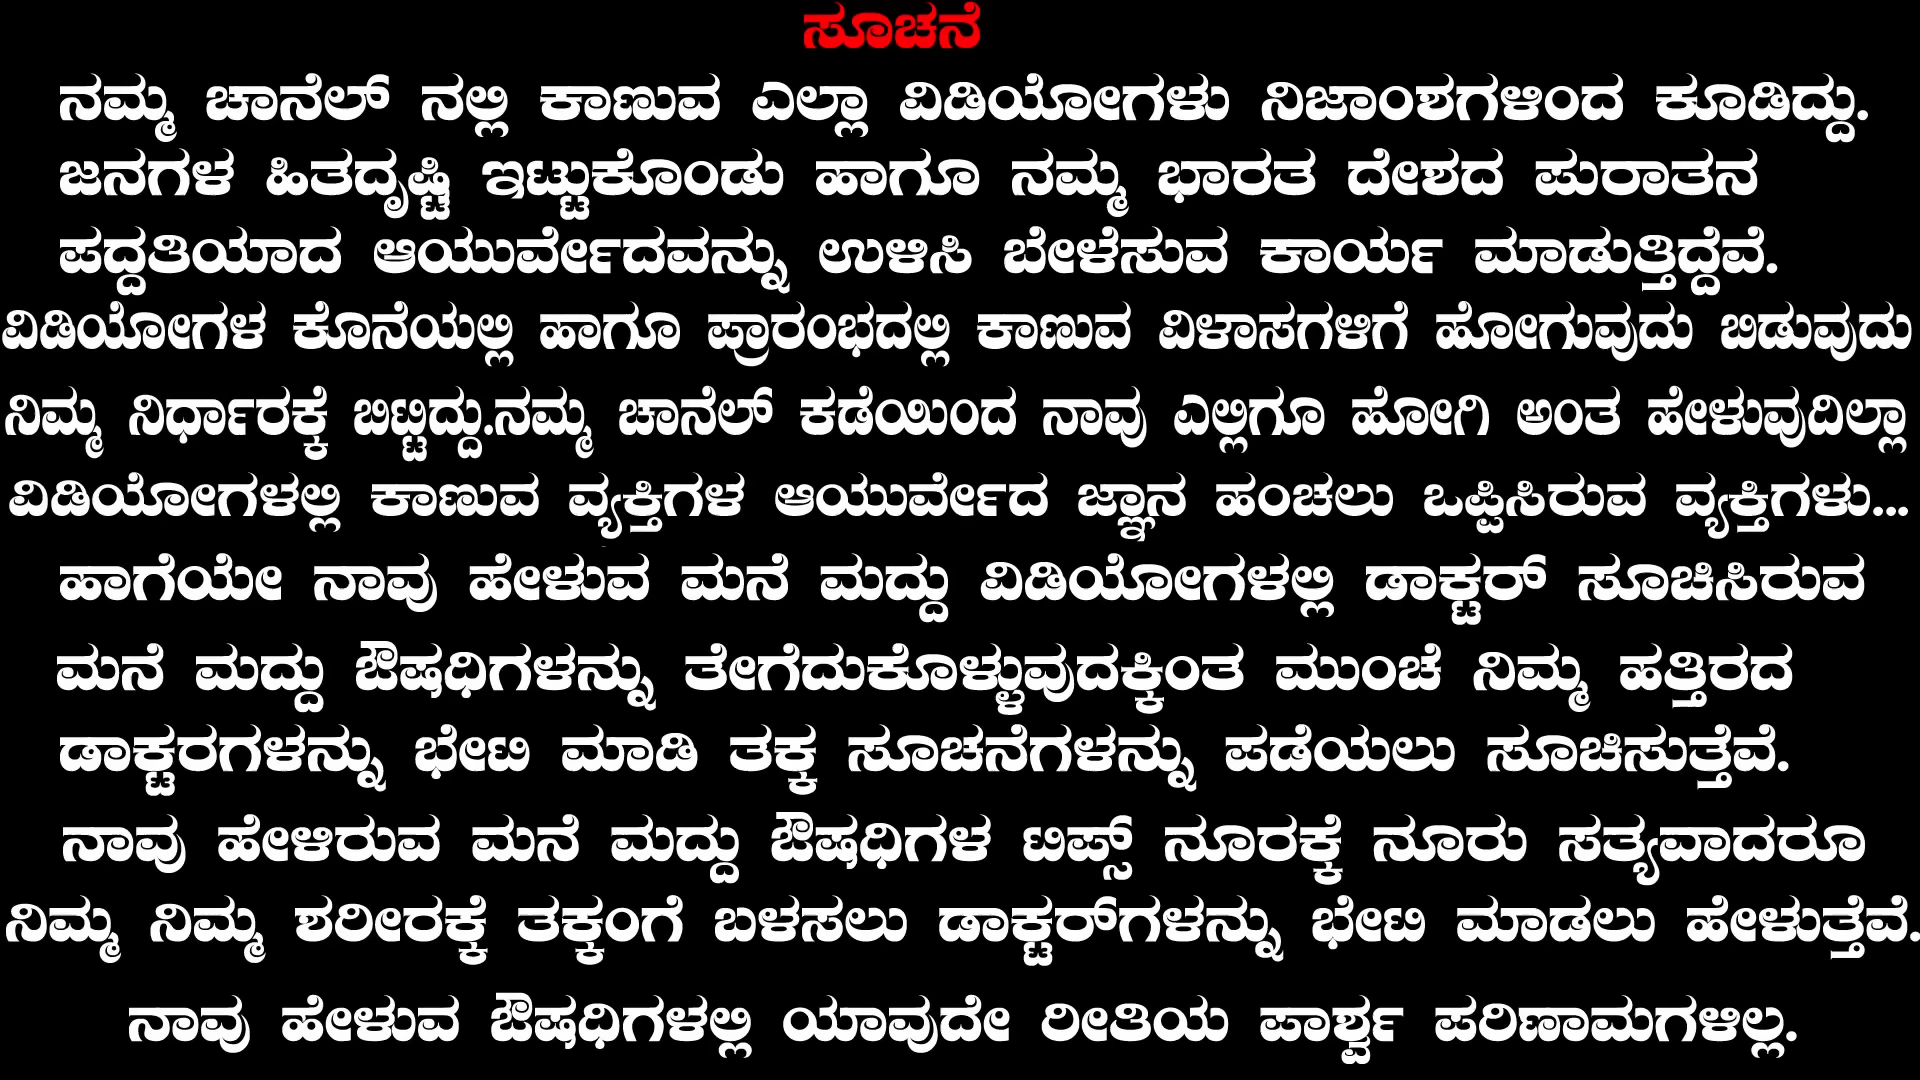 ಸೂಚನೆ
ನಮ್ಮ ಚಾನೆಲ್ ನಲ್ಲಿ ಕಾಣುವ ಎಲ್ಲಾ ವಿಡಿಯೋಗಳು ನಿಜಾಂಶಗಳಿಂದ ಕೂಡಿದ್ದು.
ಜನಗಳ ಹಿತದೃಷ್ಟಿ ಇಟ್ಟುಕೊಂಡು ಹಾಗೂ ನಮ್ಮ ಭಾರತ ದೇಶದ ಪುರಾತನ
ಪದ್ದತಿಯಾದ ಆಯುರ್ವೇದವನ್ನು ಉಳಿಸಿ ಬೇಳೆಸುವ ಕಾರ್ಯ ಮಾಡುತ್ತಿದ್ದೆವೆ.
ವಿಡಿಯೋಗಳ ಕೊನೆಯಲ್ಲಿ ಹಾಗೂ ಪ್ರಾರಂಭದಲ್ಲಿ ಕಾಣುವ ವಿಳಾಸಗಳಿಗೆ ಹೋಗುವುದು ಬಿಡುವುದು
ನಿಮ್ಮ ನಿರ್ಧಾರಕ್ಕೆ ಬಿಟ್ಟಿದ್ದು.ನಮ್ಮ ಚಾನೆಲ್ ಕಡೆಯಿಂದ ನಾವು ಎಲ್ಲಿಗೂ ಹೋಗಿ ಅಂತ ಹೇಳುವುದಿಲ್ಲಾ
ವಿಡಿಯೋಗಳಲ್ಲಿ ಕಾಣುವ ವ್ಯಕ್ತಿಗಳ ಆಯುರ್ವೇದ ಜ್ಞಾನ ಹಂಚಲು ಒಪ್ಪಿಸಿರುವ ವ್ಯಕ್ತಿಗಳು...
ಹಾಗೆಯೇ ನಾವು ಹೇಳುವ ಮನೆ ಮದ್ದು ವಿಡಿಯೋಗಳಲ್ಲಿ ಡಾಕ್ಟರ್ ಸೂಚಿಸಿರುವ
ಮನೆ ಮದ್ದು ಔಷಧಿಗಳನ್ನು ತೇಗೆದುಕೊಳ್ಳುವುದಕ್ಕಿಂತ ಮುಂಚೆ ನಿಮ್ಮ ಹತ್ತಿರದ
ಡಾಕ್ಟರಗಳನ್ನು ಭೇಟಿ ಮಾಡಿ ತಕ್ಕ ಸೂಚನೆಗಳನ್ನು ಪಡೆಯಲು ಸೂಚಿಸುತ್ತೆವೆ.
ನಾವು ಹೇಳಿರುವ ಮನೆ ಮದ್ದು ಔಷಧಿಗಳ ಟಿಪ್ಸ್ ನೂರಕ್ಕೆ ನೂರು ಸತ್ಯವಾದರೂ
ನಿಮ್ಮ ನಿಮ್ಮ ಶರೀರಕ್ಕೆ ತಕ್ಕಂಗೆ ಬಳಸಲು ಡಾಕ್ಟರ್‌ಗಳನ್ನು ಭೇಟಿ ಮಾಡಲು ಹೇಳುತ್ತೆವೆ.
ನಾವು ಹೇಳುವ ಔಷಧಿಗಳಲ್ಲಿ ಯಾವುದೇ ರೀತಿಯ ಪಾರ್ಶ್ವ ಪರಿಣಾಮಗಳಿಲ್ಲ.